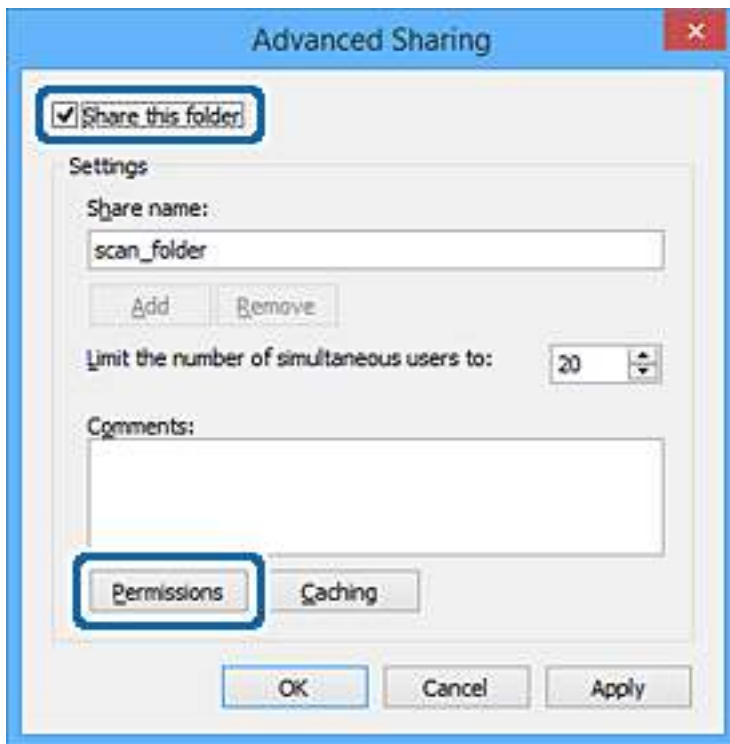 Advanced Sharing
Share this folder
Settings
Share name:
scan_folder
Add Remove
Limit the number of simultaneous users to: 20
Comments:
Permissions Caching
OK Cancel Apply